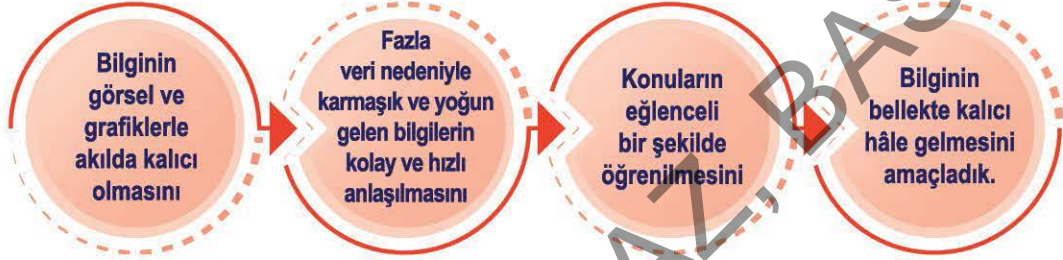 Bilginin
görsel ve
grafiklerle
akılda kalıcı
olmasını
Fazla
veri nedeniyle
karmaşık ve yoğun
gelen bilgilerin
kolay ve hızlı
anlaşılmasını
Konuların
eğlenceli
bir şekilde
öğrenilmesini
Bilginin
bellekte kalıcı
hâle gelmesini
amaçladık.